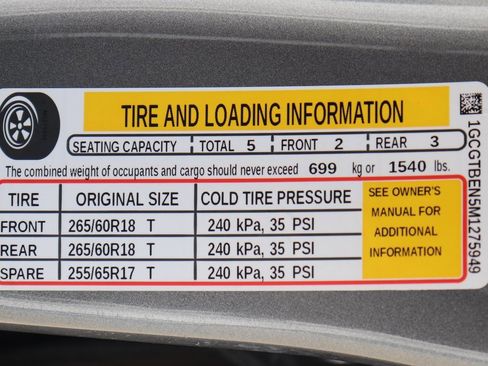 TIRE AND LOADING INFORMATION
SEATING CAPACITY TOTAL 5 FRONT 2 REAR 3
The combined weight of occupants and cargo should never exceed 699 kg or 1540 lbs.
TIRE ORIGINAL SIZE COLD TIRE PRESSURE
FRONT 265/60R18 T 240 kPa, 35 PSI
REAR 265/60R18 T 240 kPa, 35 PSI
SPARE 255/65R17 T 240 kPa, 35 PSI
SEE OWNER'S
MANUAL FOR
ADDITIONAL
INFORMATION
1GCGTBEN5M1275949